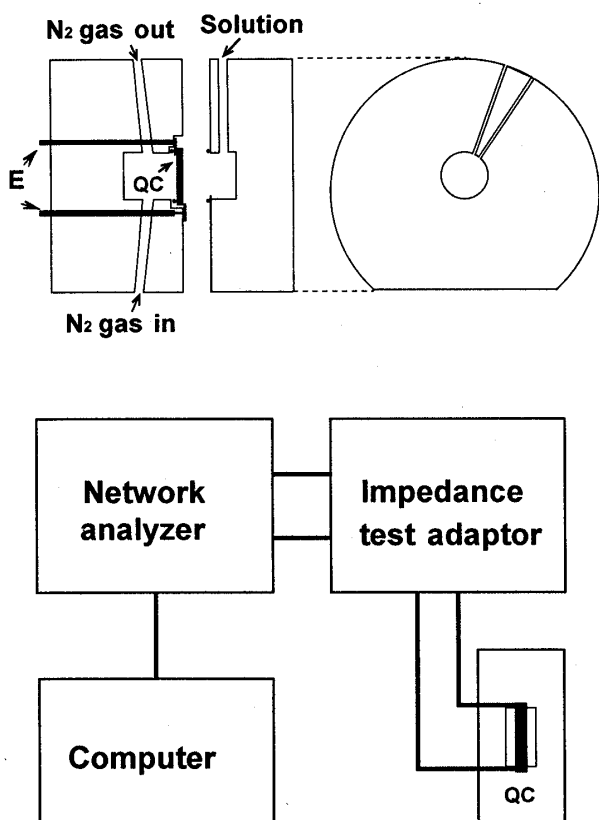 N2 gas out
Solution
E
QC
N2 gas in
Network
analyzer
Impedance
test adaptor
Computer
QC